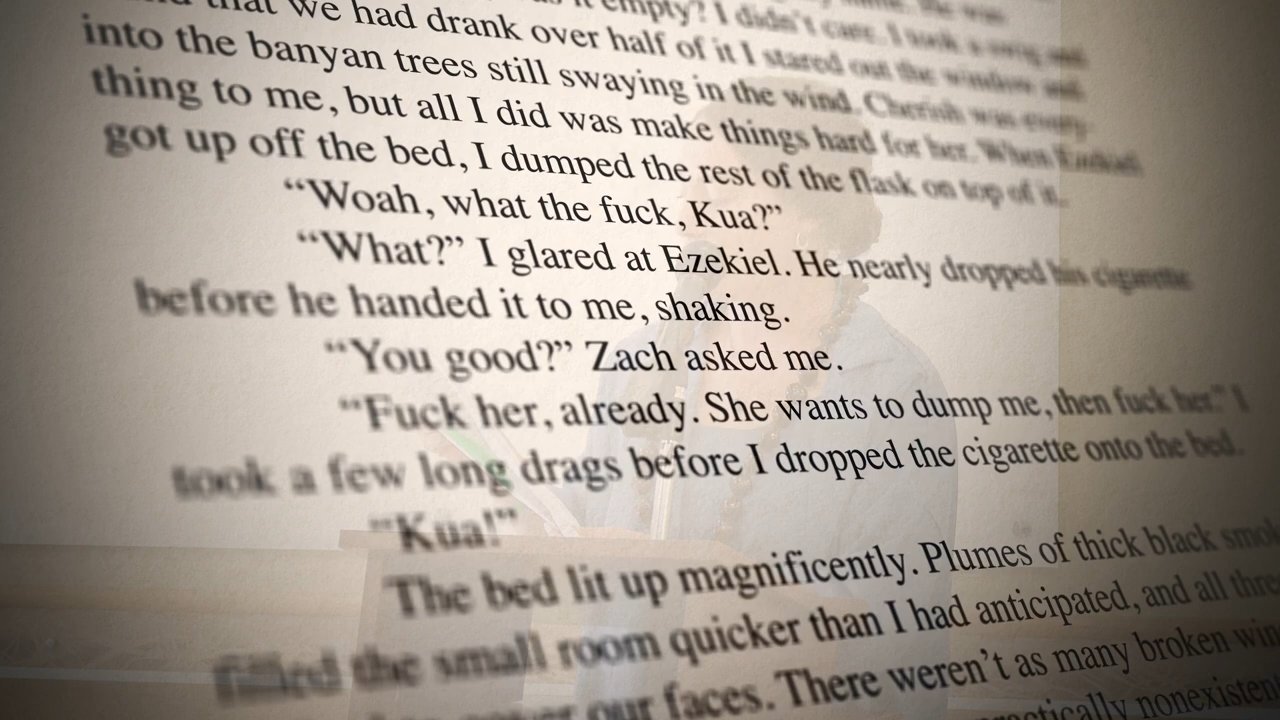 that we had drank over half of it I stared out the window and
into the banyan trees still swaying in the wind. Cherish was every-
thing to me, but all I did was make things hard for her. When Ezekiel
got up off the bed, I dumped the rest of the flask on top of it.
“Woah, what the fuck, Kua?”
“What?” I glared at Ezekiel. He nearly dropped his cigarette
before he handed it to me, shaking.
“You good?” Zach asked me.
“Fuck her, already. She wants to dump me, then fuck her.” I
took a few long drags before I dropped the cigarette onto the bed.
“Kua!”
The bed lit up magnificently. Plumes of thick black
filled the small room quicker than I had anticipated, and all
our faces. There weren’t as many broken
nonexistent